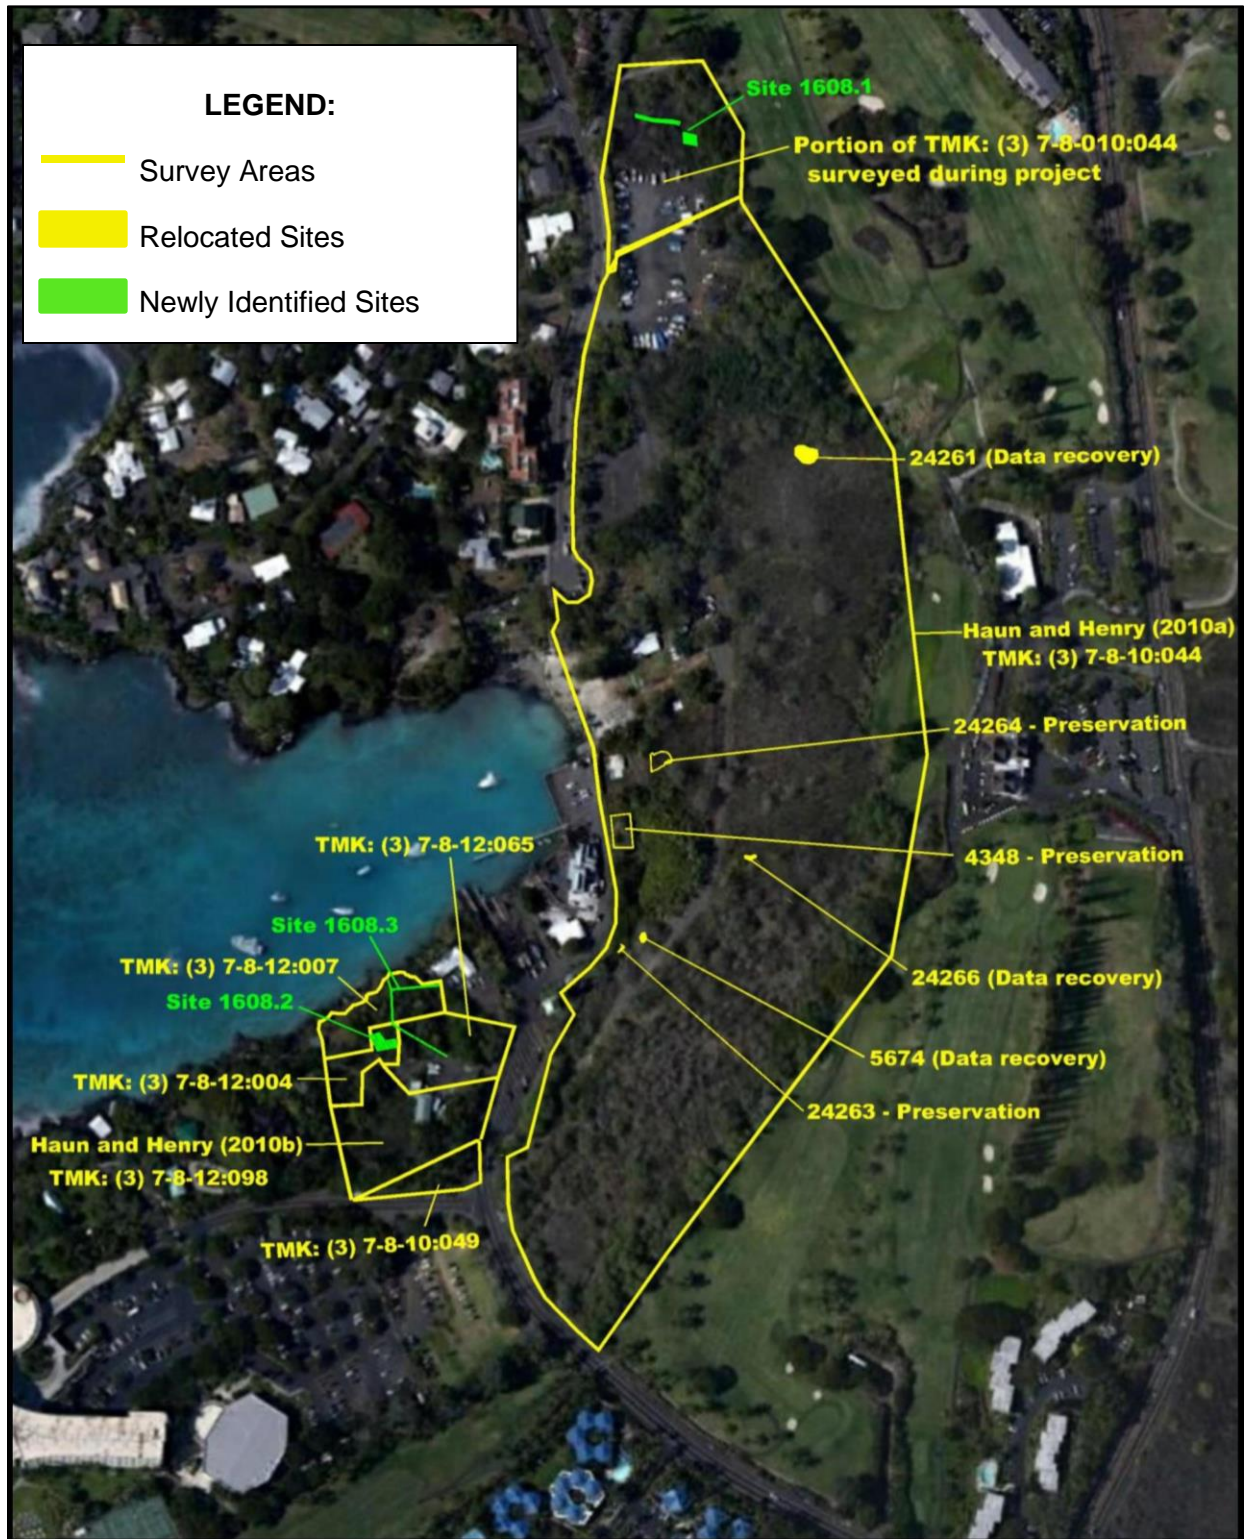 LEGEND:
Survey Areas
Relocated Sites
Newly Identified Sites
Site 1608.1
Portion of TMK: (3) 7-8-010:044
surveyed during project
24261 (Data recovery)
Haun and Henry (2010a)
TMK: (3) 7-8-10:044
24264 - Preservation
TMK: (3) 7-8-12:065
4348 - Preservation
Site 1608.3
TMK: (3) 7-8-12:007
24266 (Data recovery)
Site 1608.2
5674 (Data recovery)
TMK: (3) 7-8-12:004
24263 - Preservation
Haun and Henry (2010b)
TMK: (3) 7-8-12:098
TMK: (3) 7-8-10:049